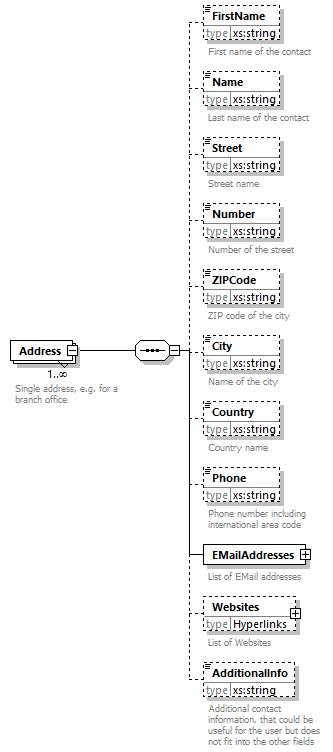 FirstName
type xs:string
First name of the contact
Name
type xs:string
Last name of the contact
Street
type xs:string
Street name
Number
type xs:string
Number of the street
ZIPCode
type xs:string
ZIP code of the city
Address
1..∞
Single address, e.g. for a
branch office
City
type xs:string
Name of the city
Country
type xs:string
Country name
Phone
type xs:string
Phone number including
international area code
EMailAddresses
List of EMail addresses
Websites
type Hyperlinks
List of Websites
AdditionalInfo
type xs:string
Additional contact
information, that could be
useful for the user but does
not fit into the other fields